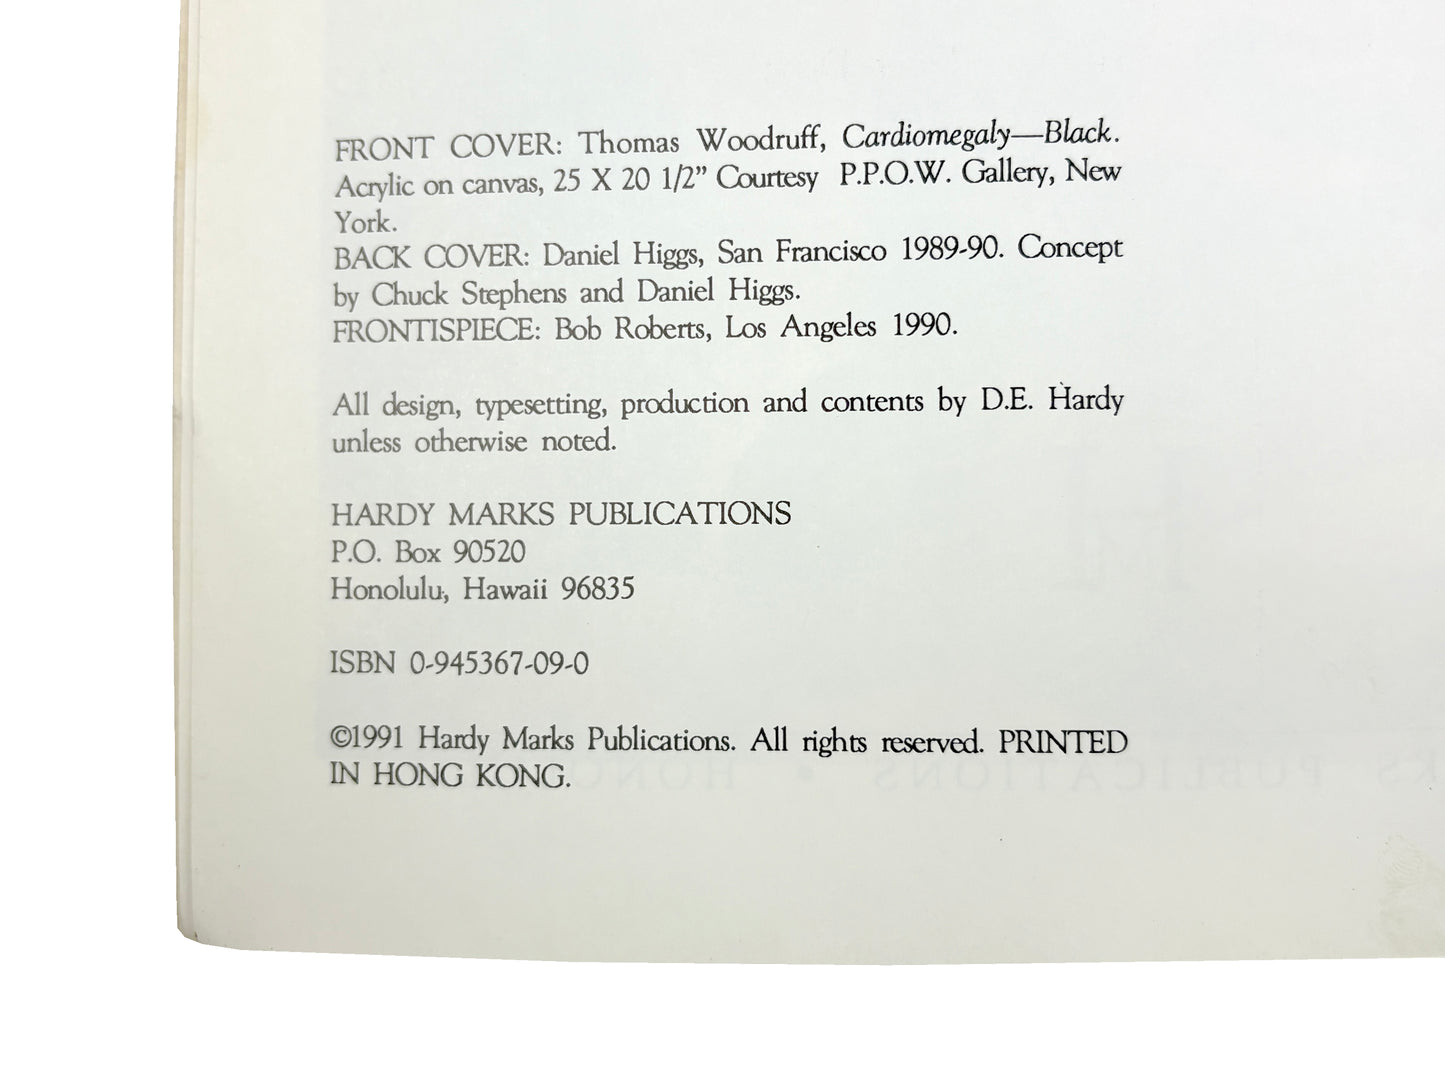 FRONT COVER: Thomas Woodruff, Cardiomegaly—Black.
Acrylic on canvas, 25 X 20 1/2” Courtesy P.P.O.W. Gallery, New
York.
BACK COVER: Daniel Higgs, San Francisco 1989-90. Concept
by Chuck Stephens and Daniel Higgs.
FRONTISPIECE: Bob Roberts, Los Angeles 1990.
All design, typesetting, production and contents by D.E. Hardy
unless otherwise noted.
HARDY MARKS PUBLICATIONS
P.O. Box 90520
Honolulu, Hawaii 96835
ISBN 0-945367-09-0
©1991 Hardy Marks Publications. All rights reserved. PRINTED
IN HONG KONG.